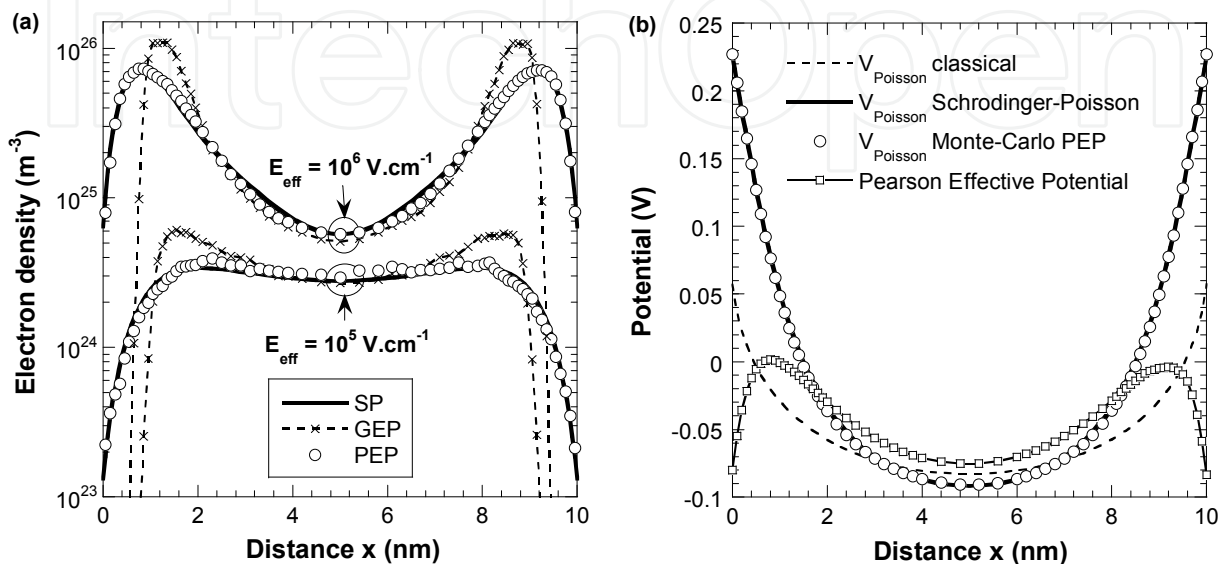 IntechOpen
(a)
10^26
10^25
10^24
10^23
Electron density (m^-3)
E_eff = 10^6 V.cm^-1
E_eff = 10^5 V.cm^-1
SP
GEP
PEP
0 2 4 6 8 10
Distance x (nm)
(b)
0.25
0.2
0.15
0.1
0.05
0
-0.05
-0.1
Potential (V)
V_Poisson classical
V_Poisson Schrodinger-Poisson
V_Poisson Monte-Carlo PEP
Pearson Effective Potential
0 2 4 6 8 10
Distance x (nm)